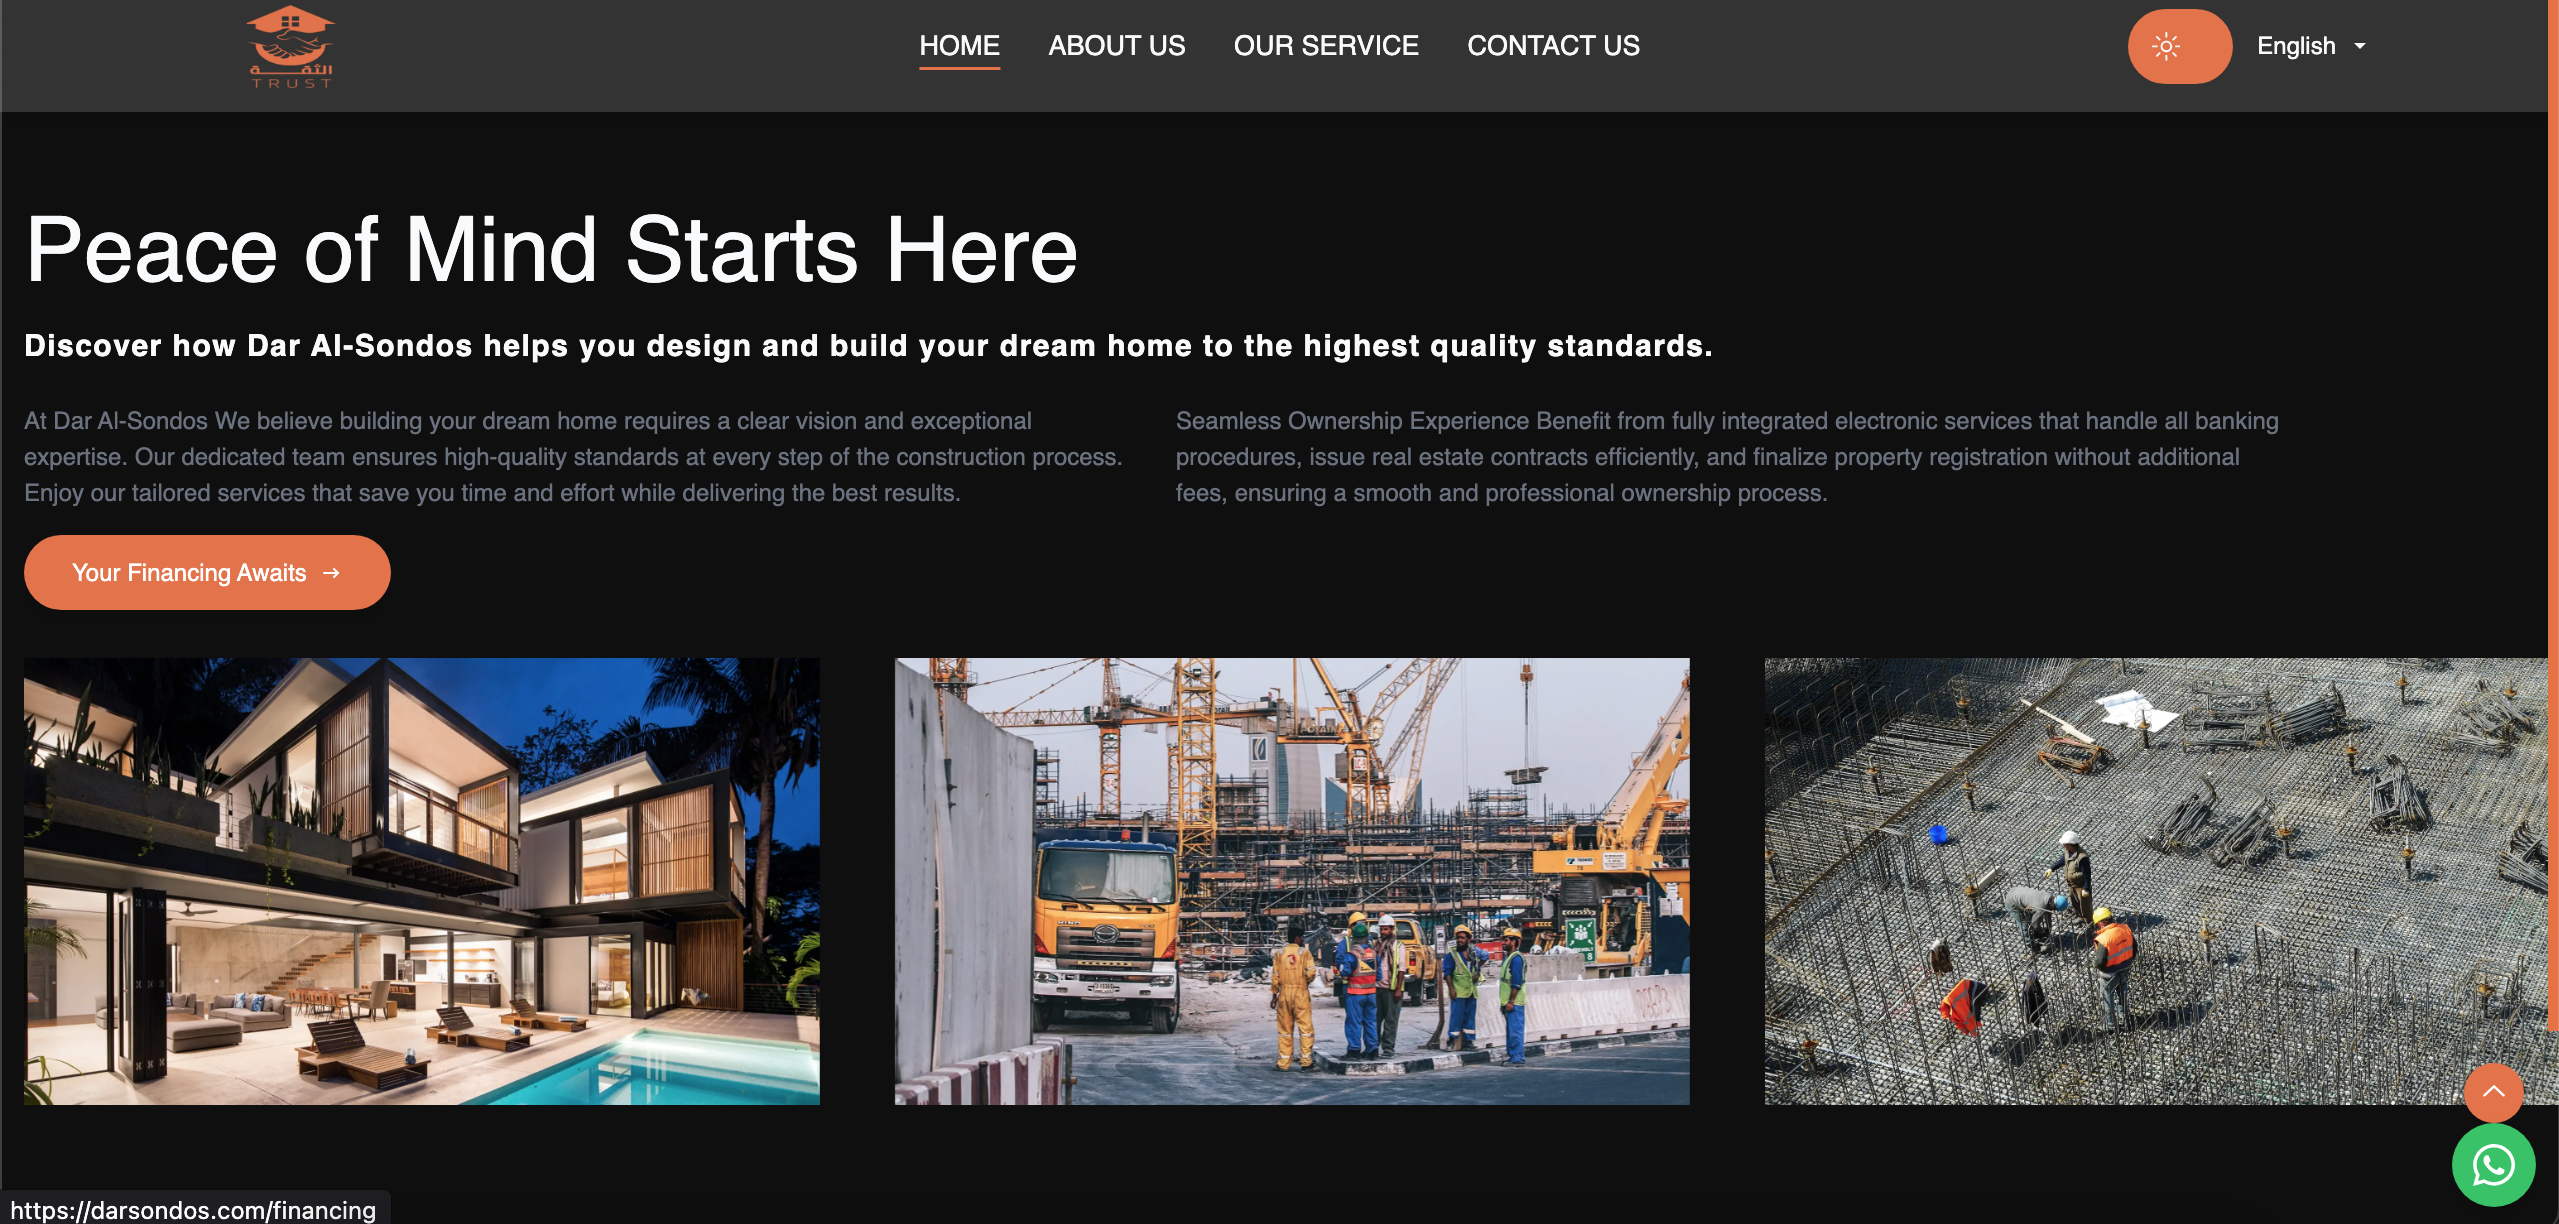 الثقة
TRUST
HOME
ABOUT US
OUR SERVICE
CONTACT US
English
Peace of Mind Starts Here
Discover how Dar Al-Sondos helps you design and build your dream home to the highest quality standards.
At Dar Al-Sondos We believe building your dream home requires a clear vision and exceptional
expertise. Our dedicated team ensures high-quality standards at every step of the construction process.
Enjoy our tailored services that save you time and effort while delivering the best results.
Seamless Ownership Experience Benefit from fully integrated electronic services that handle all banking
procedures, issue real estate contracts efficiently, and finalize property registration without additional
fees, ensuring a smooth and professional ownership process.
Your Financing Awaits →
HINO
https://darsondos.com/financing